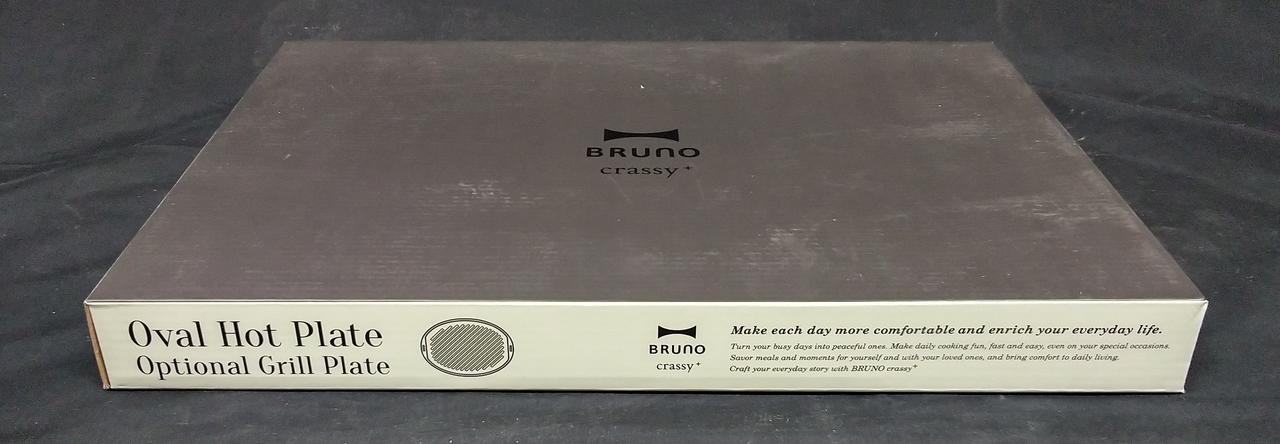 BRUNO
crassy+
Oval Hot Plate
Optional Grill Plate
BRUNO
crassy+
Make each day more comfortable and enrich your everyday life.
Turn your busy days into peaceful ones. Make daily cooking fun, fast and easy, even on your special occasions.
Savor meals and moments for yourself and with your loved ones, and bring comfort to daily living.
Craft your everyday story with BRUNO crassy+